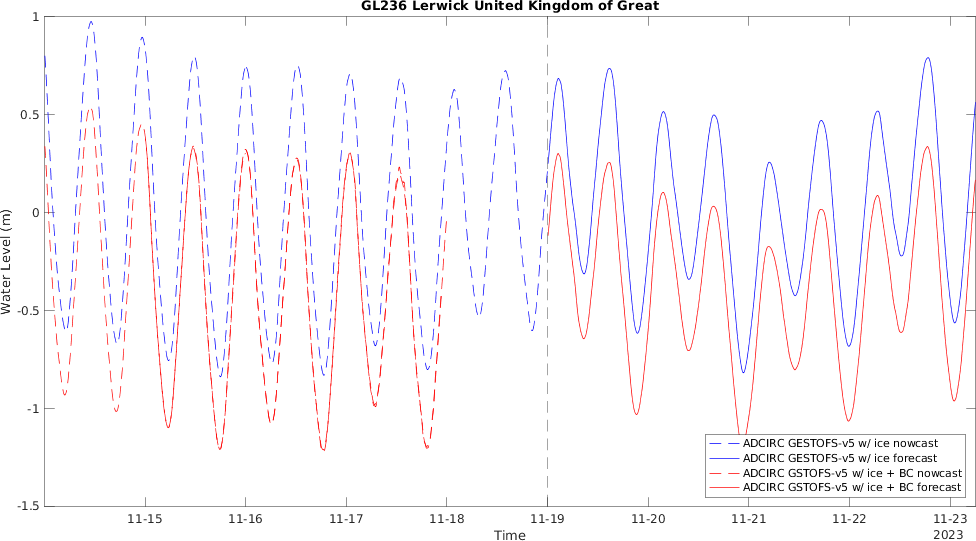 GL236 Lerwick United Kingdom of Great
1
0.5
0
-0.5
-1
-1.5
Water Level (m)
11-15
11-16
11-17
11-18
11-19
11-20
11-21
11-22
11-23
Time
2023
ADCIRC GESTOFS-v5 w/ ice nowcast
ADCIRC GESTOFS-v5 w/ ice forecast
ADCIRC GSTOFS-v5 w/ ice + BC nowcast
ADCIRC GSTOFS-v5 w/ ice + BC forecast